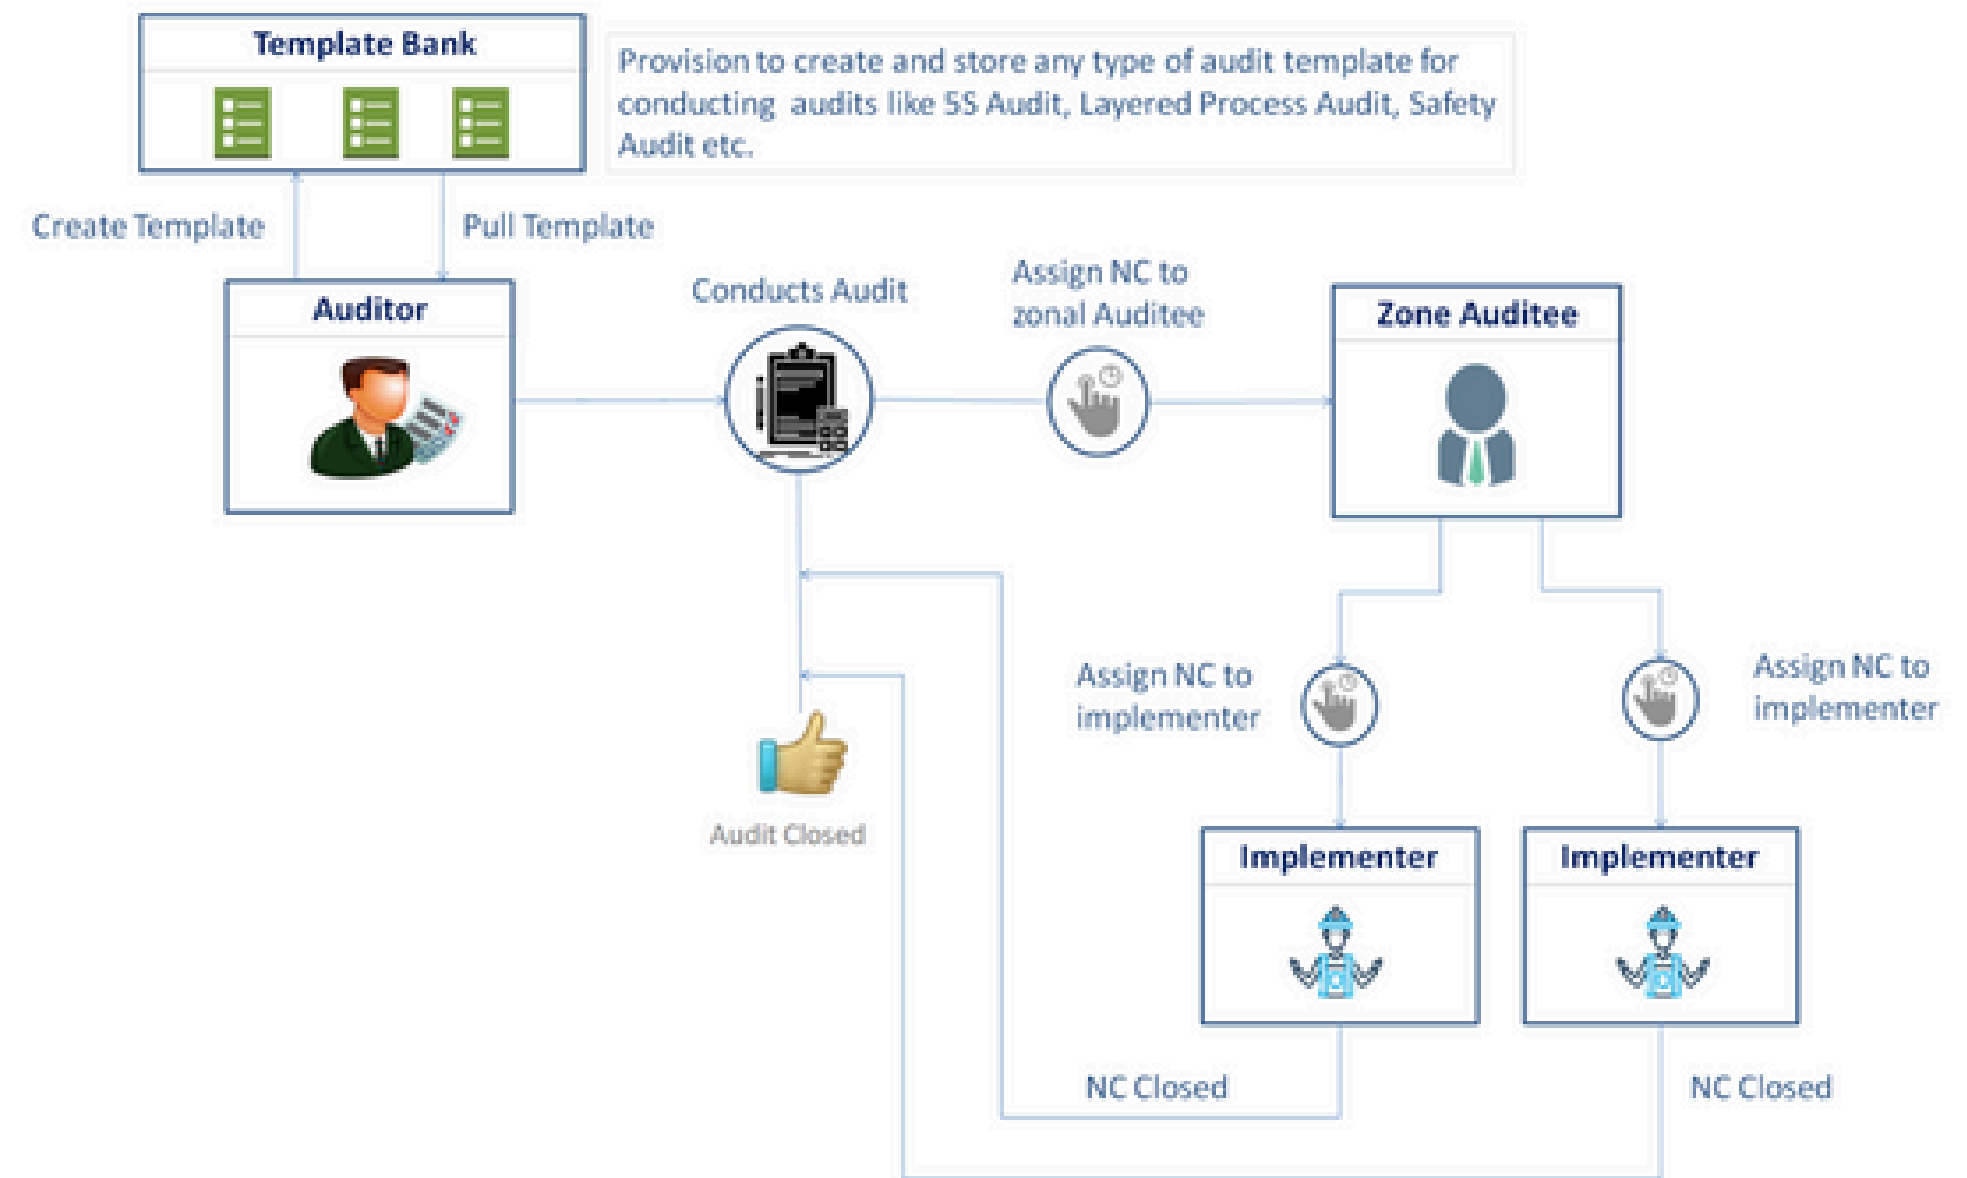 Template Bank
Provision to create and store any type of audit template for
conducting audits like 5S Audit, Layered Process Audit, Safety
Audit etc.
Create Template
Pull Template
Auditor
Conducts Audit
Assign NC to
zonal Auditee
Zone Auditee
Assign NC to
implementer
Assign NC to
implementer
Audit Closed
Implementer
Implementer
NC Closed
NC Closed